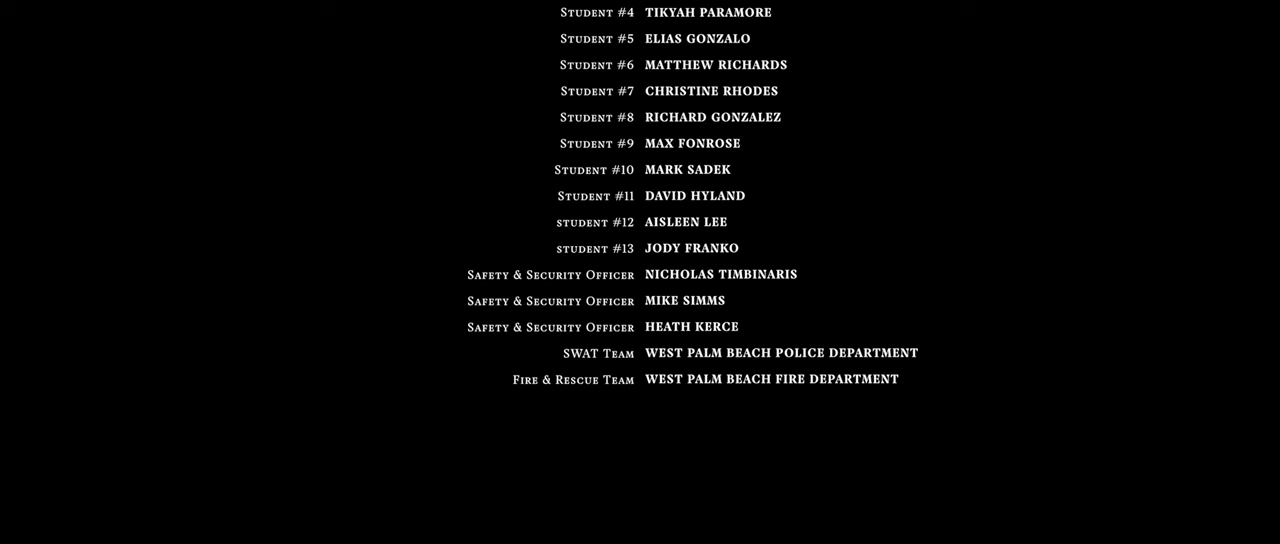 Student #4 TIKYAH PARAMORE
Student #5 ELIAS GONZALO
Student #6 MATTHEW RICHARDS
Student #7 CHRISTINE RHODES
Student #8 RICHARD GONZALEZ
Student #9 MAX FONROSE
Student #10 MARK SADEK
Student #11 DAVID HYLAND
student #12 AISLEEN LEE
student #13 JODY FRANKO
Safety & Security Officer NICHOLAS TIMBINARIS
Safety & Security Officer MIKE SIMMS
Safety & Security Officer HEATH KERCE
SWAT Team WEST PALM BEACH POLICE DEPARTMENT
Fire & Rescue Team WEST PALM BEACH FIRE DEPARTMENT